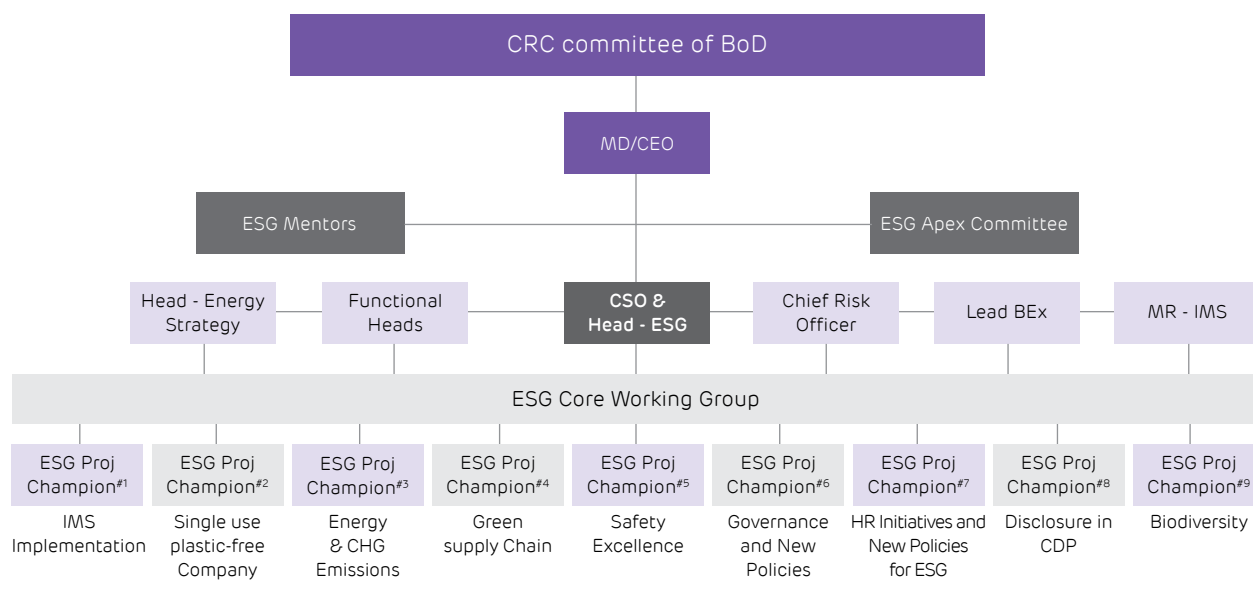 CRC committee of BoD
MD/CEO
ESG Mentors
ESG Apex Committee
Head - Energy
Strategy
Functional
Heads
CSO &
Head - ESG
Chief Risk
Officer
Lead BEx
MR - IMS
ESG Core Working Group
ESG Proj
Champion#1
ESG Proj
Champion#2
ESG Proj
Champion#3
ESG Proj
Champion#4
ESG Proj
Champion#5
ESG Proj
Champion#6
ESG Proj
Champion#7
ESG Proj
Champion#8
ESG Proj
Champion#9
IMS
Implementation
Single use
plastic-free
Company
Energy
& CHG
Emissions
Green
supply Chain
Safety
Excellence
Governance
and New
Policies
HR Initiatives and
New Policies
for ESG
Disclosure in
CDP
Biodiversity